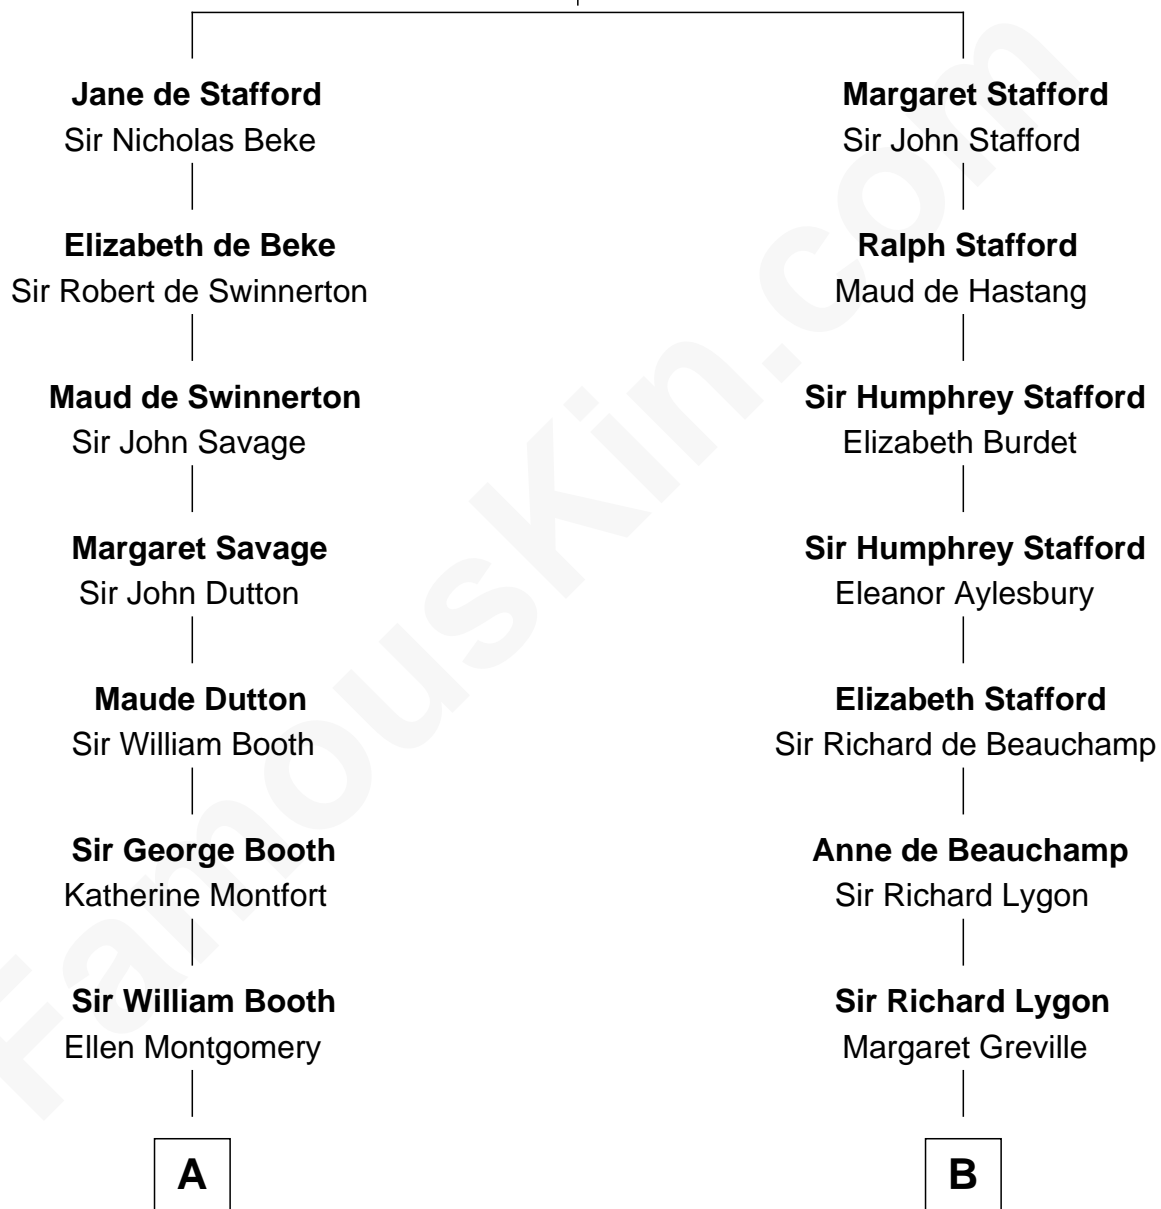 Jane de Stafford
Sir Nicholas Beke
Elizabeth de Beke
Sir Robert de Swinnerton
Maud de Swinnerton
Sir John Savage
Margaret Savage
Sir John Dutton
Maude Dutton
Sir William Booth
Sir George Booth
Katherine Montfort
Sir William Booth
Ellen Montgomery
A
Margaret Stafford
Sir John Stafford
Ralph Stafford
Maud de Hastang
Sir Humphrey Stafford
Elizabeth Burdet
Sir Humphrey Stafford
Eleanor Aylesbury
Elizabeth Stafford
Sir Richard de Beauchamp
Anne de Beauchamp
Sir Richard Lygon
Sir Richard Lygon
Margaret Greville
B
FamousKin.com